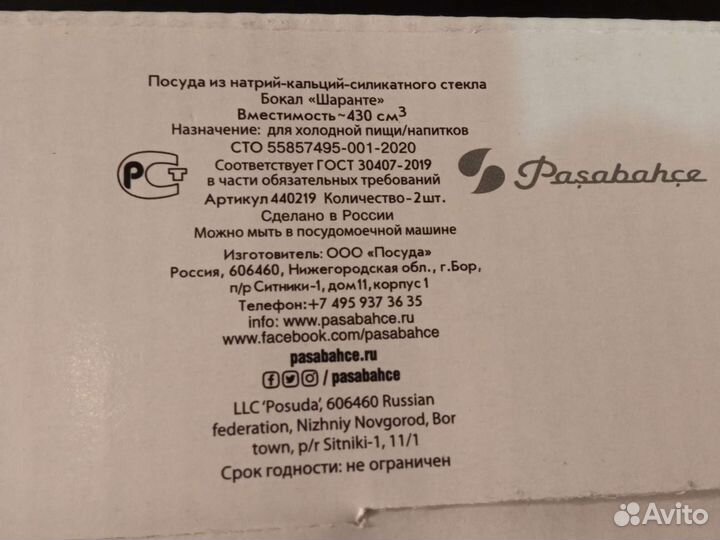 Посуда из натрий-кальций-силикатного стекла
Бокал «Шаранте»
Вместимость ~430 см³
Назначение: для холодной пищи/напитков
СТО 55857495-001-2020
Соответствует ГОСТ 30407-2019
в части обязательных требований
Артикул 440219 Количество-2шт.
Сделано в России
Можно мыть в посудомоечной машине
РСТ
Paşabahçe
Изготовитель: ООО «Посуда»
Россия, 606460, Нижегородская обл., г.Бор,
п/р Ситники-1, дом11, корпус1
Телефон:+7 495 937 36 35
info: www.pasabahce.ru
www.facebook.com/pasabahce
pasabahce.ru
/ pasabahce
LLC 'Posuda', 606460 Russian
federation, Nizhniy Novgorod, Bor
town, p/r Sitniki-1, 11/1
Срок годности: не ограничен
Avito